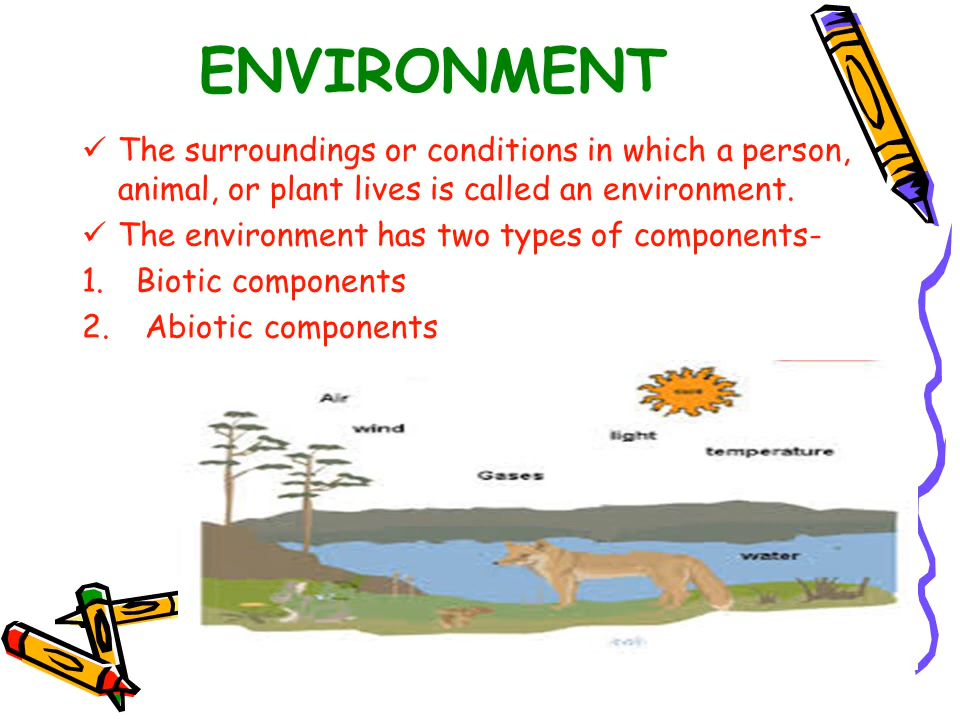 ENVIRONMENT
✓ The surroundings or conditions in which a person,
animal, or plant lives is called an environment.
✓ The environment has two types of components-
1. Biotic components
2. Abiotic components
Air
wind
light
temperature
Gases
water